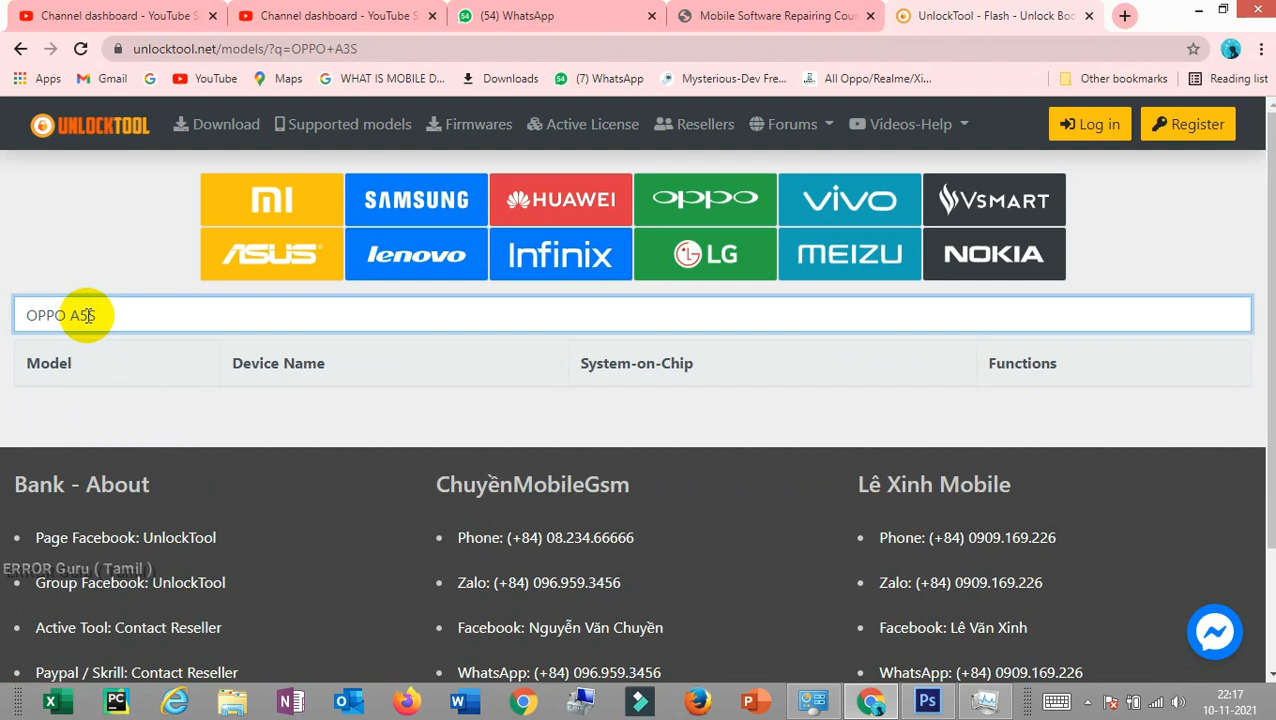 Channel dashboard - YouTube S
Channel dashboard - YouTube S
(54) WhatsApp
Mobile Software Repairing Cour
UnlockTool - Flash - Unlock Boo
unlocktool.net/models/?q=OPPO+A3S
Apps
Gmail
YouTube
Maps
WHAT IS MOBILE D...
Downloads
(7) WhatsApp
Mysterious-Dev Fre...
All Oppo/Realme/Xi...
Other bookmarks
Reading list
UNLOCKTOOL
Download
Supported models
Firmwares
Active License
Resellers
Forums
Videos-Help
Log in
Register
MI
SAMSUNG
HUAWEI
oppo
vivo
VSMART
ASUS
lenovo
Infinix
LG
MEIZU
NOKIA
OPPO A5S
Model
Device Name
System-on-Chip
Functions
Bank - About
ChuyềnMobileGsm
Lê Xinh Mobile
Page Facebook: UnlockTool
Phone: (+84) 08.234.66666
Phone: (+84) 0909.169.226
ERROR Guru ( Tamil )
Group Facebook: UnlockTool
Zalo: (+84) 096.959.3456
Zalo: (+84) 0909.169.226
Active Tool: Contact Reseller
Facebook: Nguyễn Văn Chuyền
Facebook: Lê Văn Xinh
Paypal / Skrill: Contact Reseller
WhatsApp: (+84) 096.959.3456
WhatsApp: (+84) 0909.169.226
22:17
10-11-2021